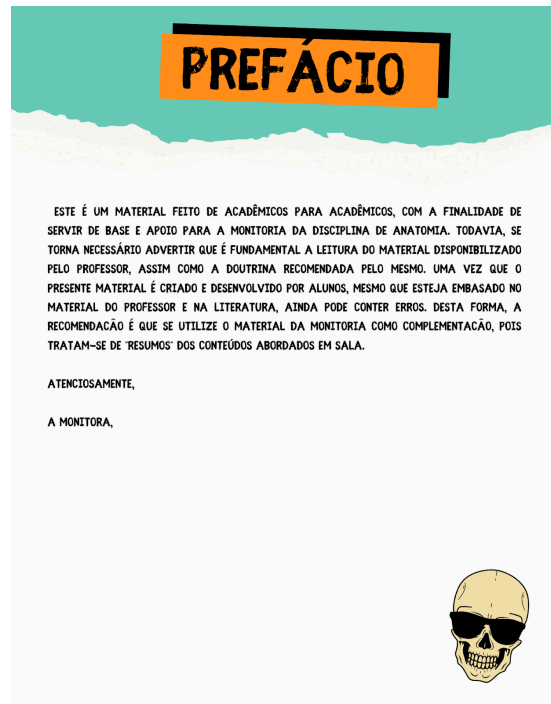 PREFÁCIO
ESTE É UM MATERIAL FEITO DE ACADÊMICOS PARA ACADÊMICOS, COM A FINALIDADE DE
SERVIR DE BASE E APOIO PARA A MONITORIA DA DISCIPLINA DE ANATOMIA. TODAVIA, SE
TORNA NECESSÁRIO ADVERTIR QUE É FUNDAMENTAL A LEITURA DO MATERIAL DISPONIBILIZADO
PELO PROFESSOR, ASSIM COMO A DOUTRINA RECOMENDADA PELO MESMO. UMA VEZ QUE O
PRESENTE MATERIAL É CRIADO E DESENVOLVIDO POR ALUNOS, MESMO QUE ESTEJA EMBASADO NO
MATERIAL DO PROFESSOR E NA LITERATURA, AINDA PODE CONTER ERROS. DESTA FORMA, A
RECOMENDAÇÃO É QUE SE UTILIZE O MATERIAL DA MONITORIA COMO COMPLEMENTAÇÃO, POIS
TRATAM-SE DE "RESUMOS" DOS CONTEÚDOS ABORDADOS EM SALA.
ATENCIOSAMENTE,
A MONITORA,